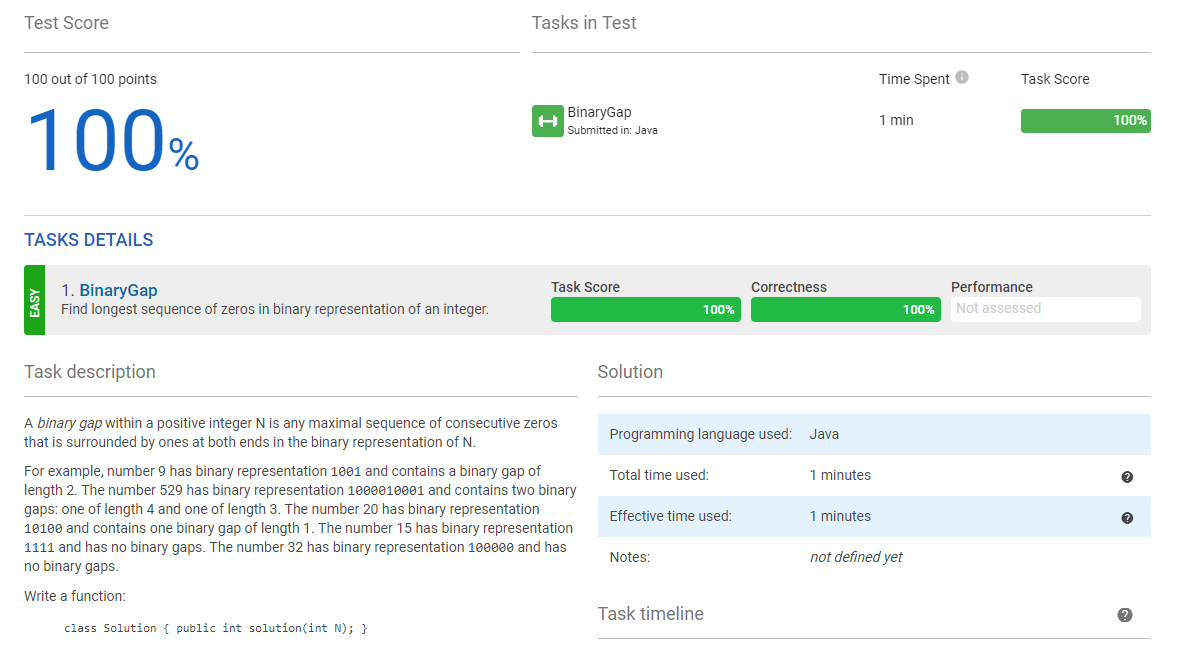 Test Score
Tasks in Test
100 out of 100 points
Time Spent
Task Score
100%
BinaryGap
Submitted in: Java
1 min
100%
TASKS DETAILS
EASY
1. BinaryGap
Find longest sequence of zeros in binary representation of an integer.
Task Score
100%
Correctness
100%
Performance
Not assessed
Task description
A binary gap within a positive integer N is any maximal sequence of consecutive zeros
that is surrounded by ones at both ends in the binary representation of N.
For example, number 9 has binary representation 1001 and contains a binary gap of
length 2. The number 529 has binary representation 1000010001 and contains two binary
gaps: one of length 4 and one of length 3. The number 20 has binary representation
10100 and contains one binary gap of length 1. The number 15 has binary representation
1111 and has no binary gaps. The number 32 has binary representation 100000 and has
no binary gaps.
Write a function:
class Solution { public int solution(int N); }
Solution
Programming language used: Java
Total time used: 1 minutes
Effective time used: 1 minutes
Notes: not defined yet
Task timeline